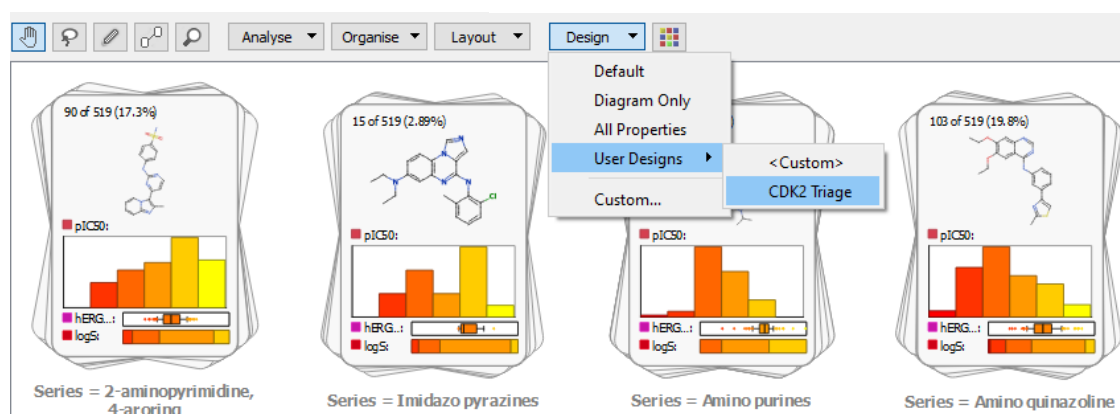 Analyse
Organise
Layout
Design
Default
Diagram Only
All Properties
User Designs
Custom...
<Custom>
CDK2 Triage
90 of 519 (17.3%)
pIC50:
hERG...:
logS:
Series = 2-aminopyrimidine,
4-aroring
15 of 519 (2.89%)
Cl
pIC50:
hERG...:
logS:
Series = Imidazo pyrazines
pIC50:
hERG...:
logS:
Series = Amino purines
103 of 519 (19.8%)
pIC50:
hERG...:
logS:
Series = Amino quinazoline